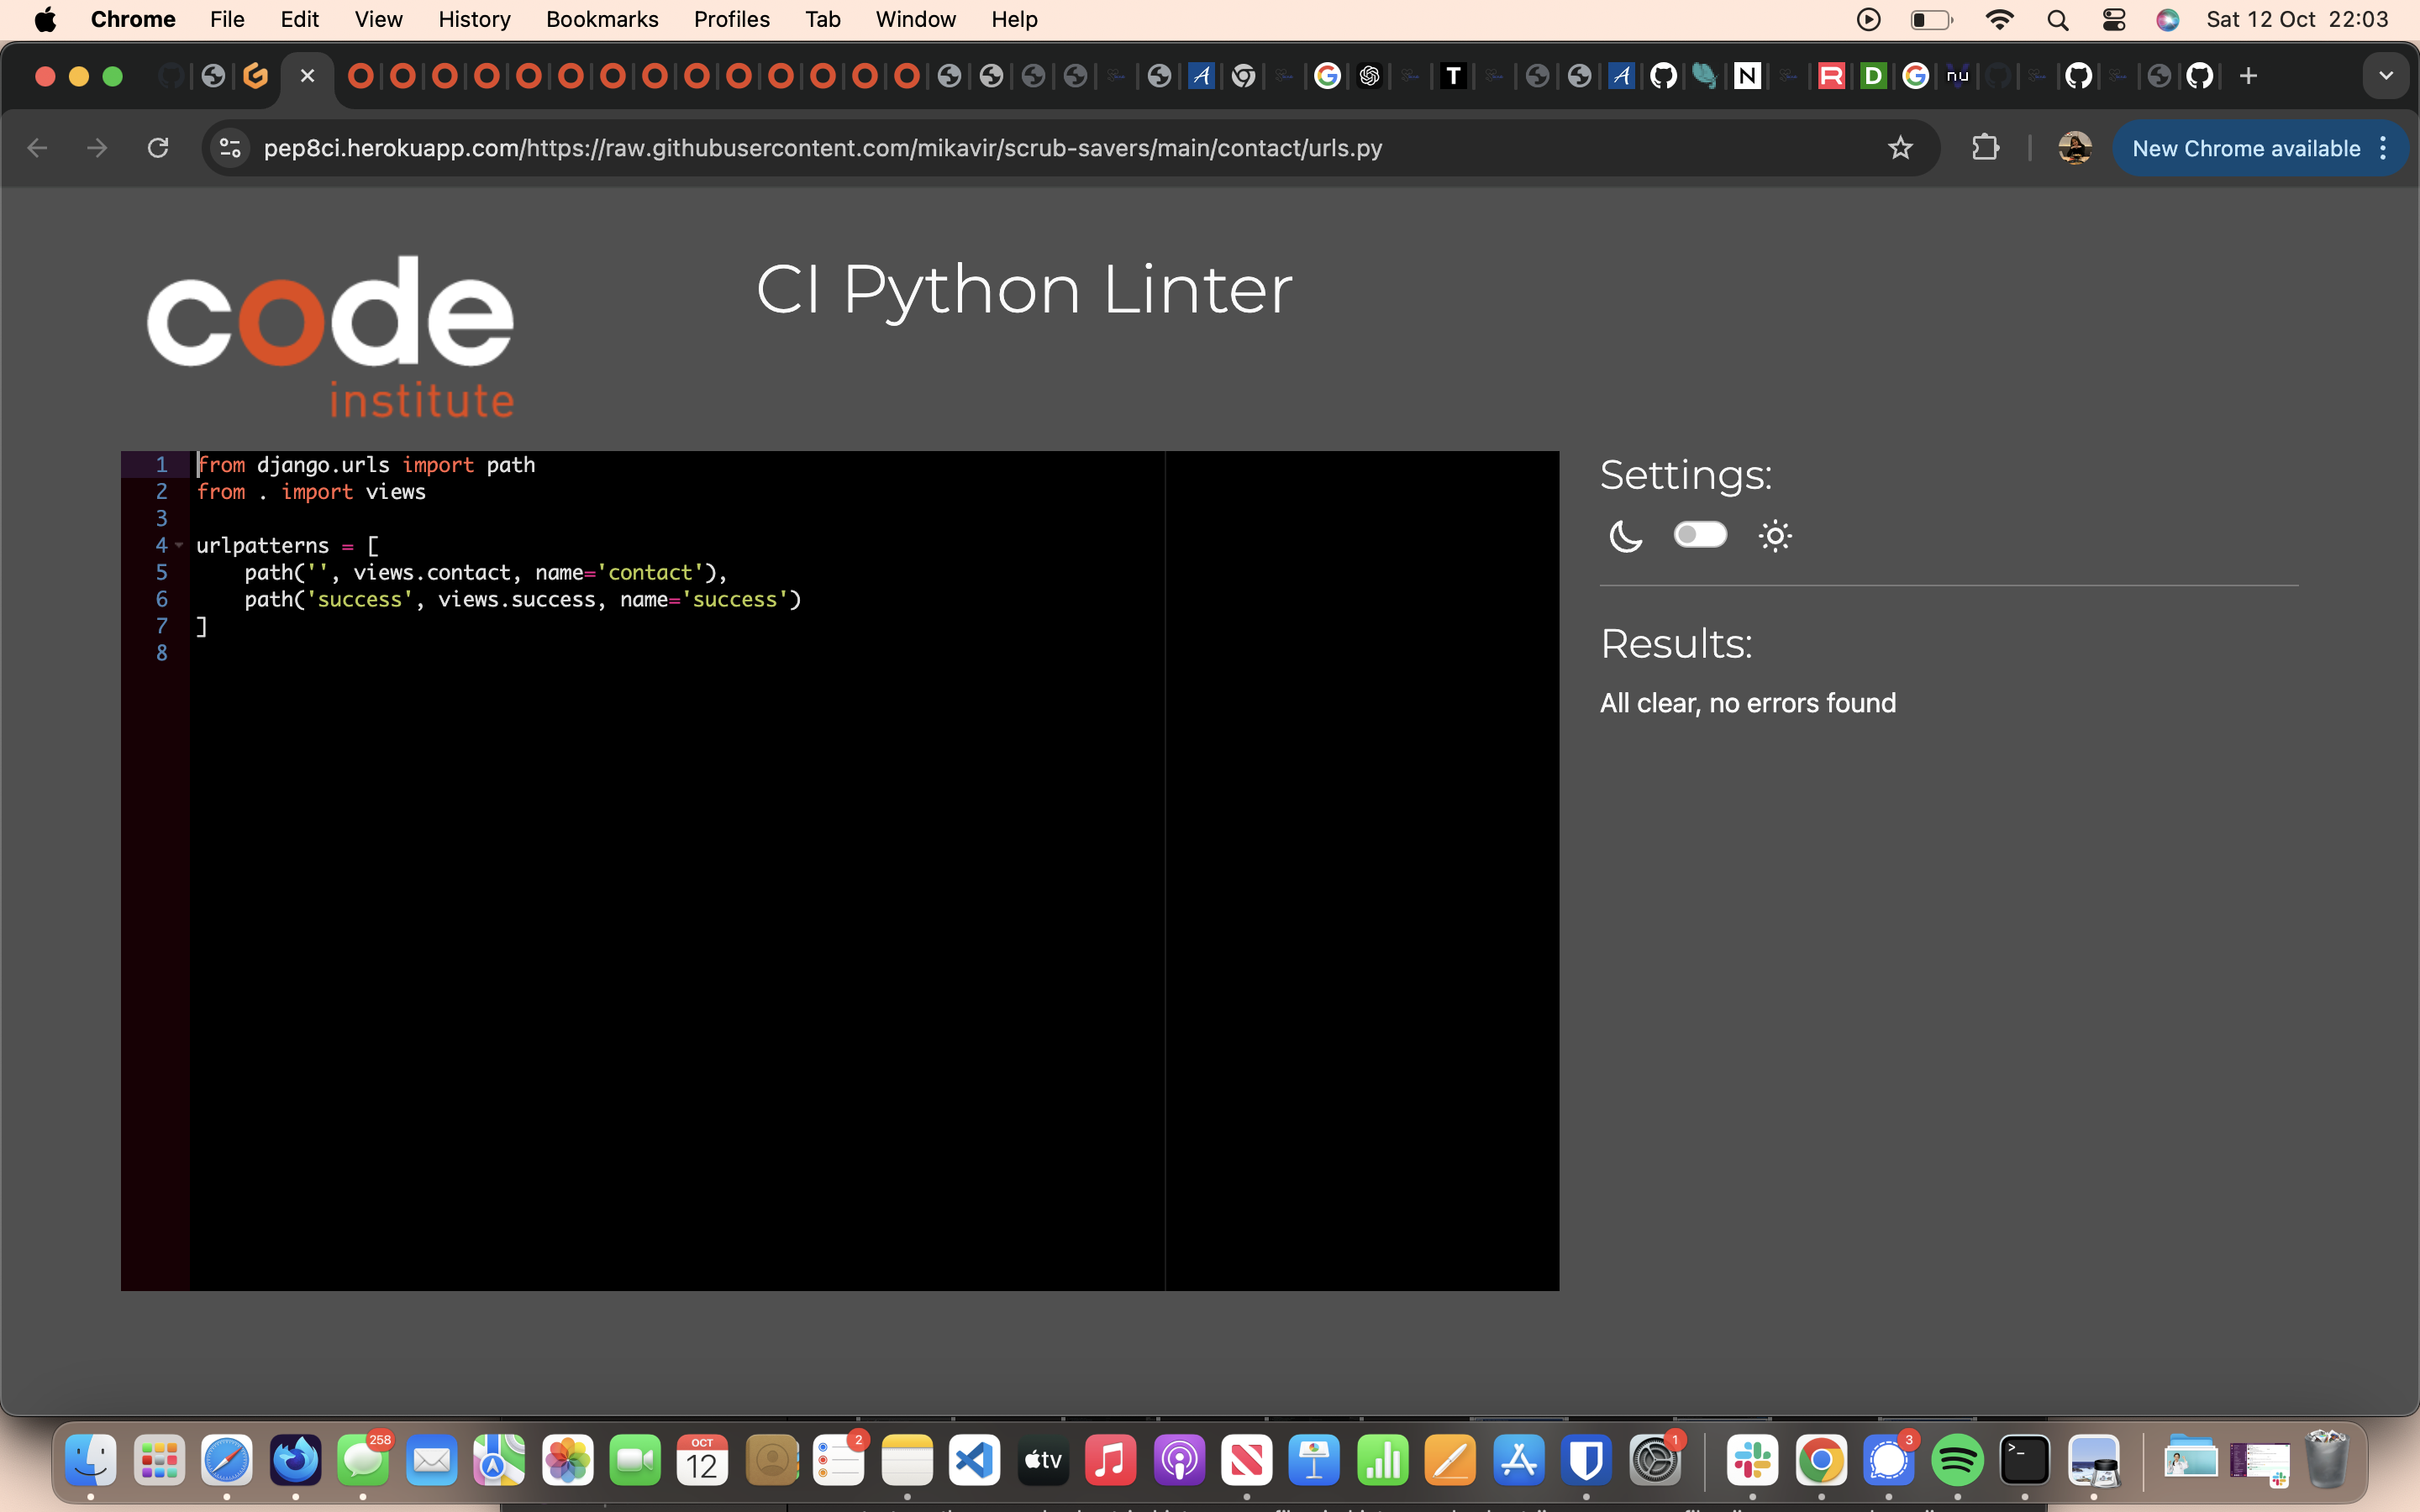 Chrome File Edit View History Bookmarks Profiles Tab Window Help Sat 12 Oct 22:03
A G T A N R D G nu
pep8ci.herokuapp.com/https://raw.githubusercontent.com/mikavir/scrub-savers/main/contact/urls.py New Chrome available
code
institute
CI Python Linter
1 from django.urls import path
2 from . import views
3
4 urlpatterns = [
5 path('', views.contact, name='contact'),
6 path('success', views.success, name='success')
7 ]
8
Settings:
Results:
All clear, no errors found
258 OCT 12 2 tv 1 3